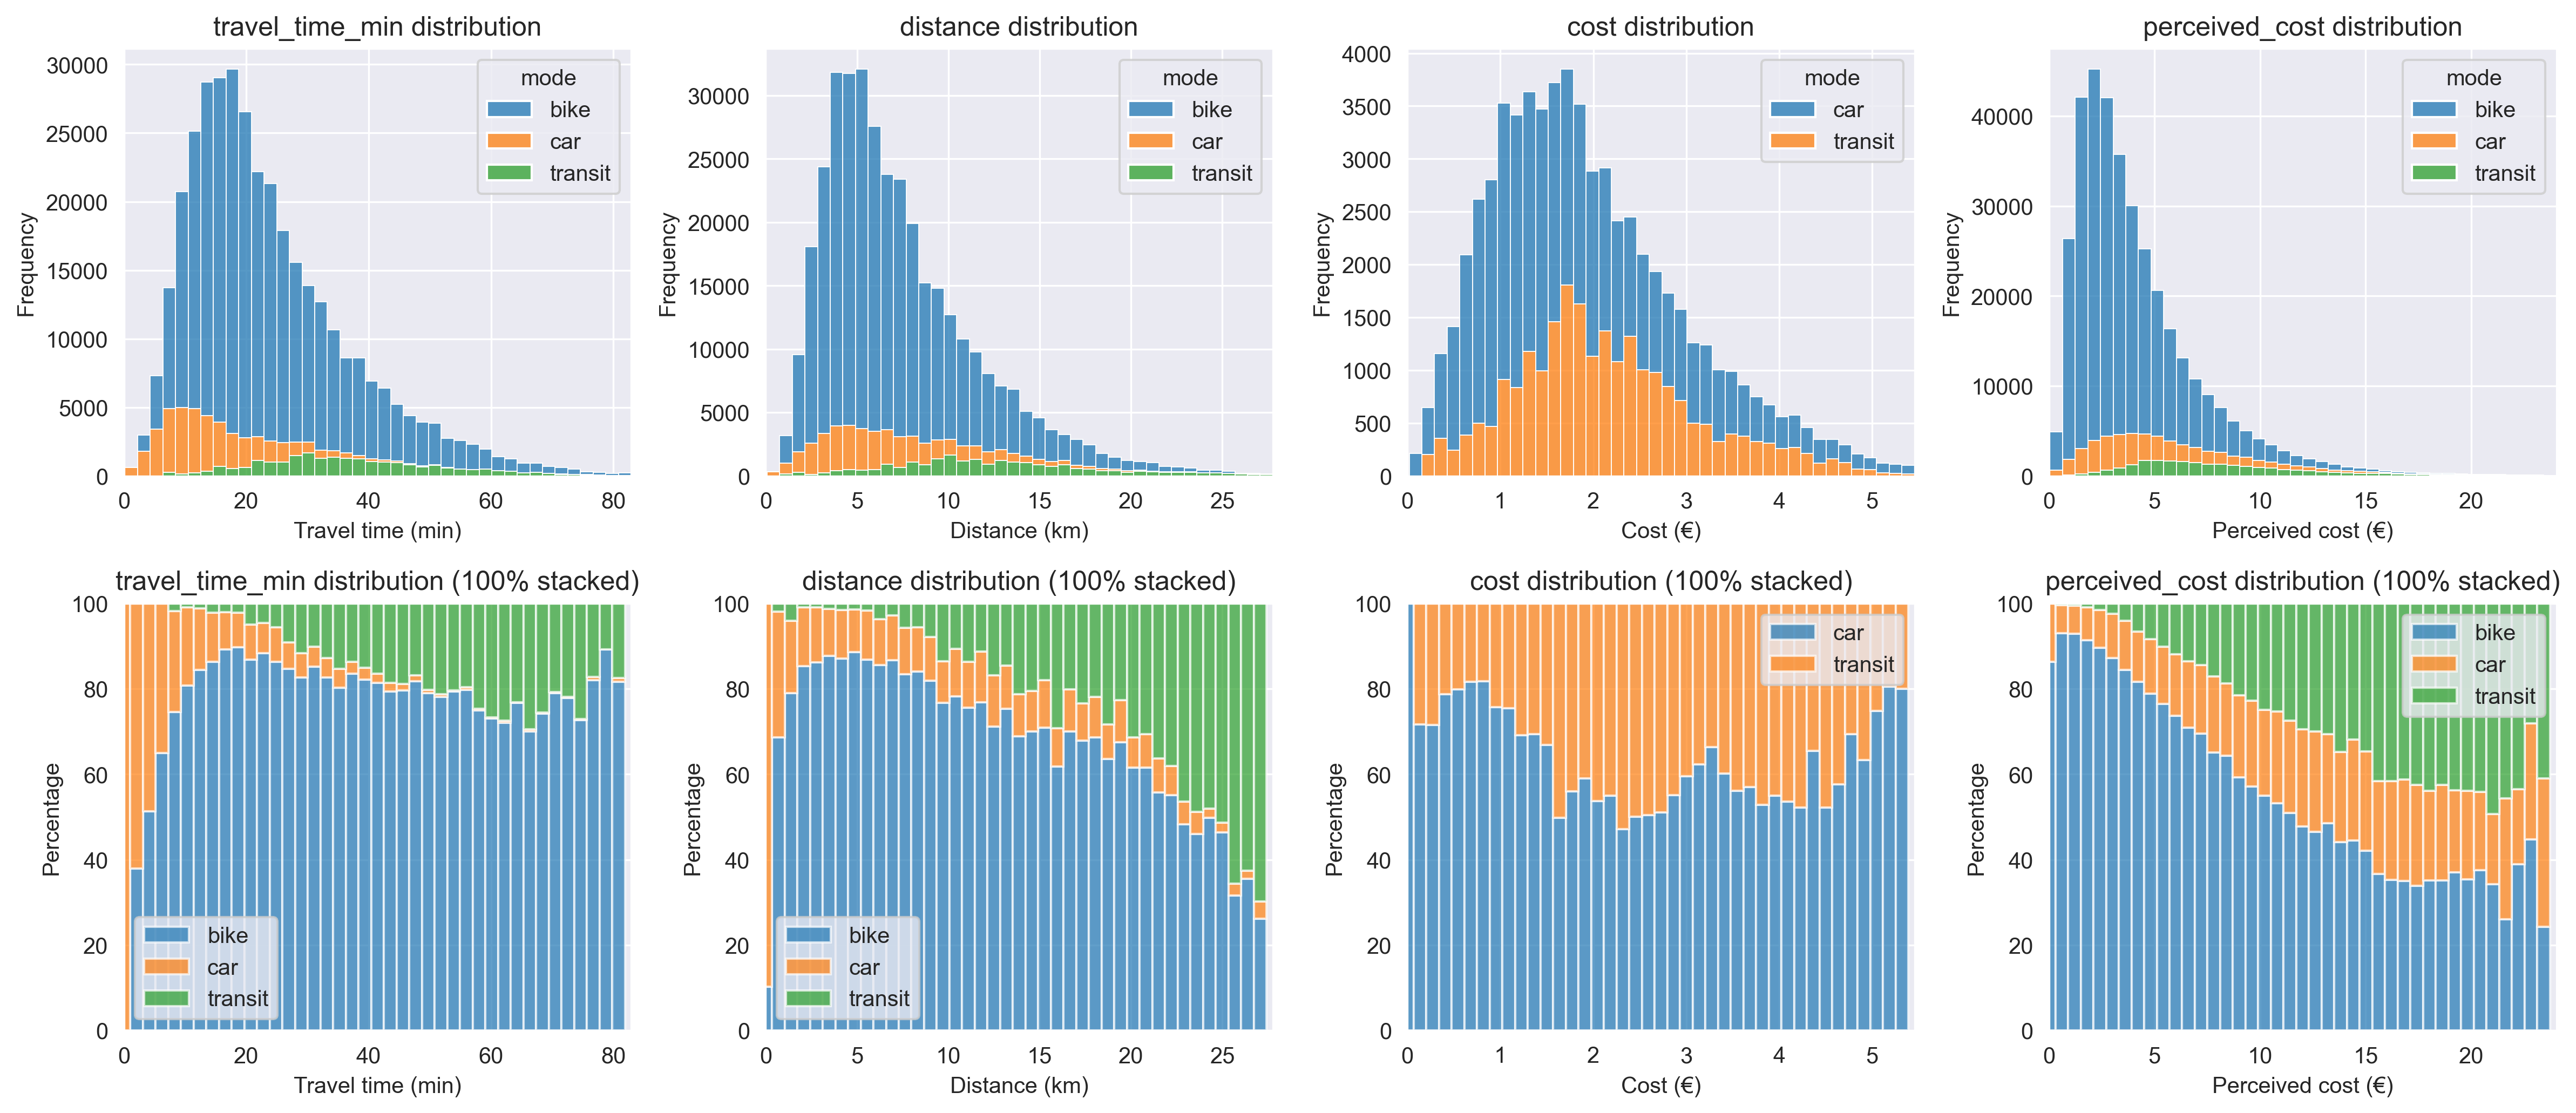 travel_time_min distribution
30000
25000
20000
15000
10000
5000
0
Frequency
0 20 40 60 80
Travel time (min)
mode
bike
car
transit
distance distribution
30000
25000
20000
15000
10000
5000
0
Frequency
0 5 10 15 20 25
Distance (km)
mode
bike
car
transit
cost distribution
4000
3500
3000
2500
2000
1500
1000
500
0
Frequency
0 1 2 3 4 5
Cost (€)
mode
car
transit
perceived_cost distribution
40000
30000
20000
10000
0
Frequency
0 5 10 15 20
Perceived cost (€)
mode
bike
car
transit
travel_time_min distribution (100% stacked)
100
80
60
40
20
0
Percentage
0 20 40 60 80
Travel time (min)
bike
car
transit
distance distribution (100% stacked)
100
80
60
40
20
0
Percentage
0 5 10 15 20 25
Distance (km)
bike
car
transit
cost distribution (100% stacked)
100
80
60
40
20
0
Percentage
0 1 2 3 4 5
Cost (€)
car
transit
perceived_cost distribution (100% stacked)
100
80
60
40
20
0
Percentage
0 5 10 15 20
Perceived cost (€)
bike
car
transit